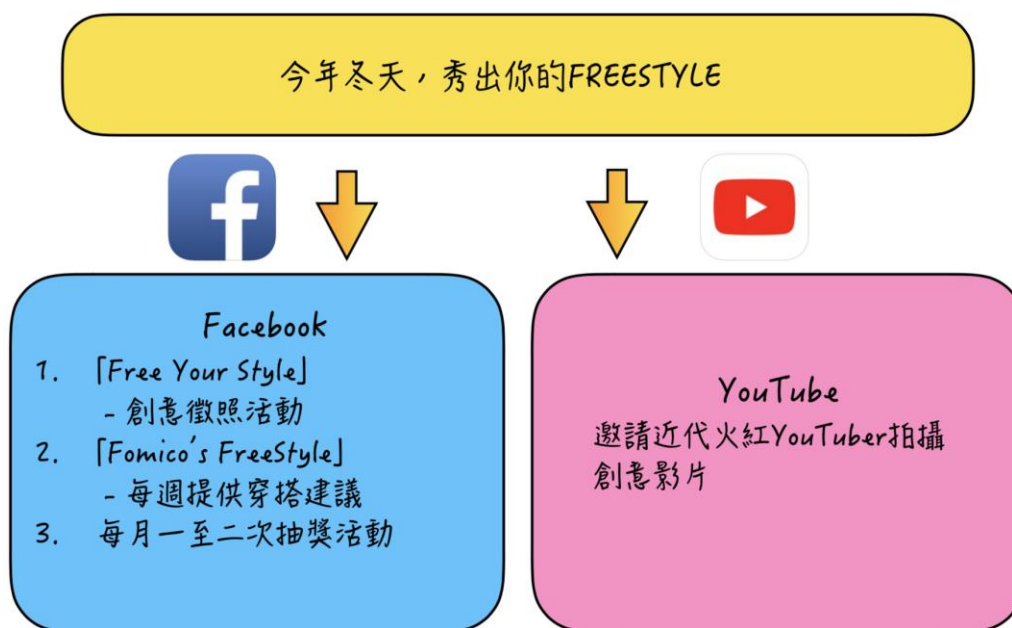 今年冬天，秀出你的FREESTYLE
Facebook
1. 「Free Your Style」
- 創意徵照活動
2. 「Fomico's FreeStyle」
- 每週提供穿搭建議
3. 每月一至二次抽獎活動
YouTube
邀請近代火紅YouTuber拍攝
創意影片